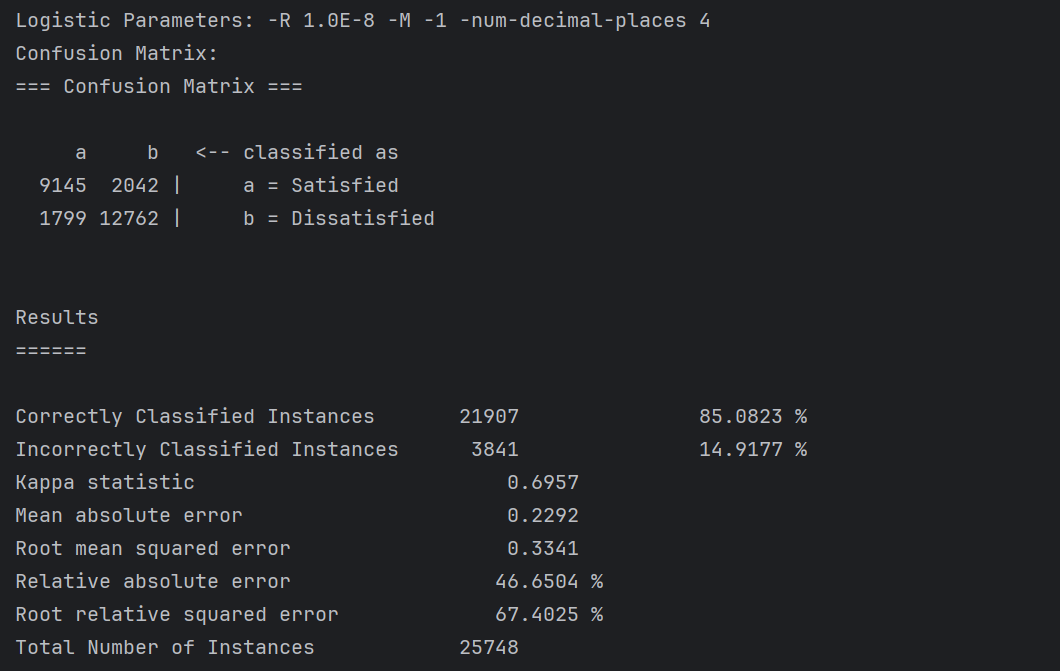 Logistic Parameters: -R 1.0E-8 -M -1 -num-decimal-places 4
Confusion Matrix:
=== Confusion Matrix ===
a b <-- classified as
9145 2042 | a = Satisfied
1799 12762 | b = Dissatisfied
Results
======
Correctly Classified Instances 21907 85.0823 %
Incorrectly Classified Instances 3841 14.9177 %
Kappa statistic 0.6957
Mean absolute error 0.2292
Root mean squared error 0.3341
Relative absolute error 46.6504 %
Root relative squared error 67.4025 %
Total Number of Instances 25748